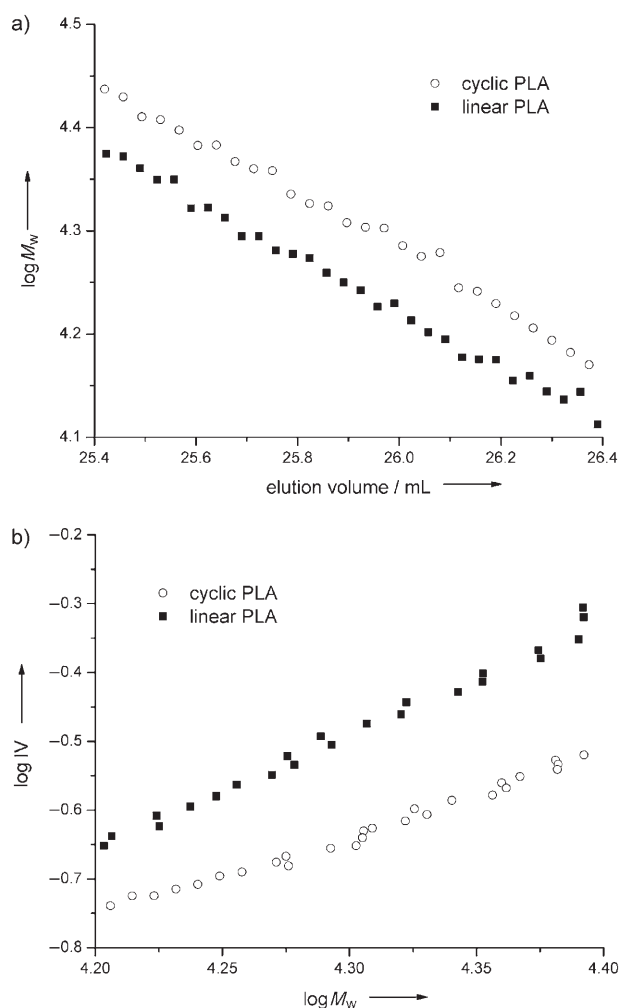 a)
4.5
4.4
4.3
4.2
4.1
log Mw
cyclic PLA
linear PLA
25.4 25.6 25.8 26.0 26.2 26.4
elution volume / mL
b)
−0.2
−0.3
−0.4
−0.5
−0.6
−0.7
−0.8
log IV
cyclic PLA
linear PLA
4.20 4.25 4.30 4.35 4.40
log Mw